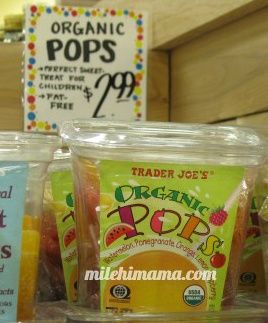 ORGANIC
POPS
→PERFECT SWEET
TREAT FOR
CHILDREN
→FAT-
FREE
$2.99
TRADER JOE'S
ORGANIC
POPS
Watermelon, Pomegranate, Orange,
USDA
ORGANIC
milehimama.com